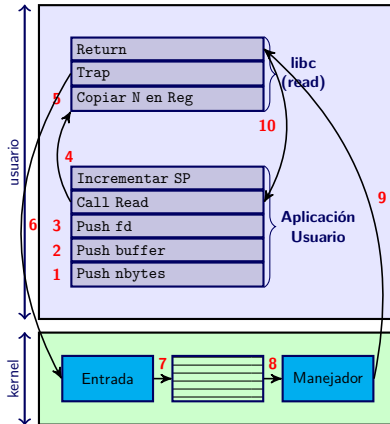 Return
Trap
5 Copiar N en Reg
libc
(read)
4
10
Incrementar SP
Call Read
6
3 Push fd
2 Push buffer
1 Push nbytes
Aplicación
Usuario
9
usuario
7
8
Entrada
Manejador
kernel